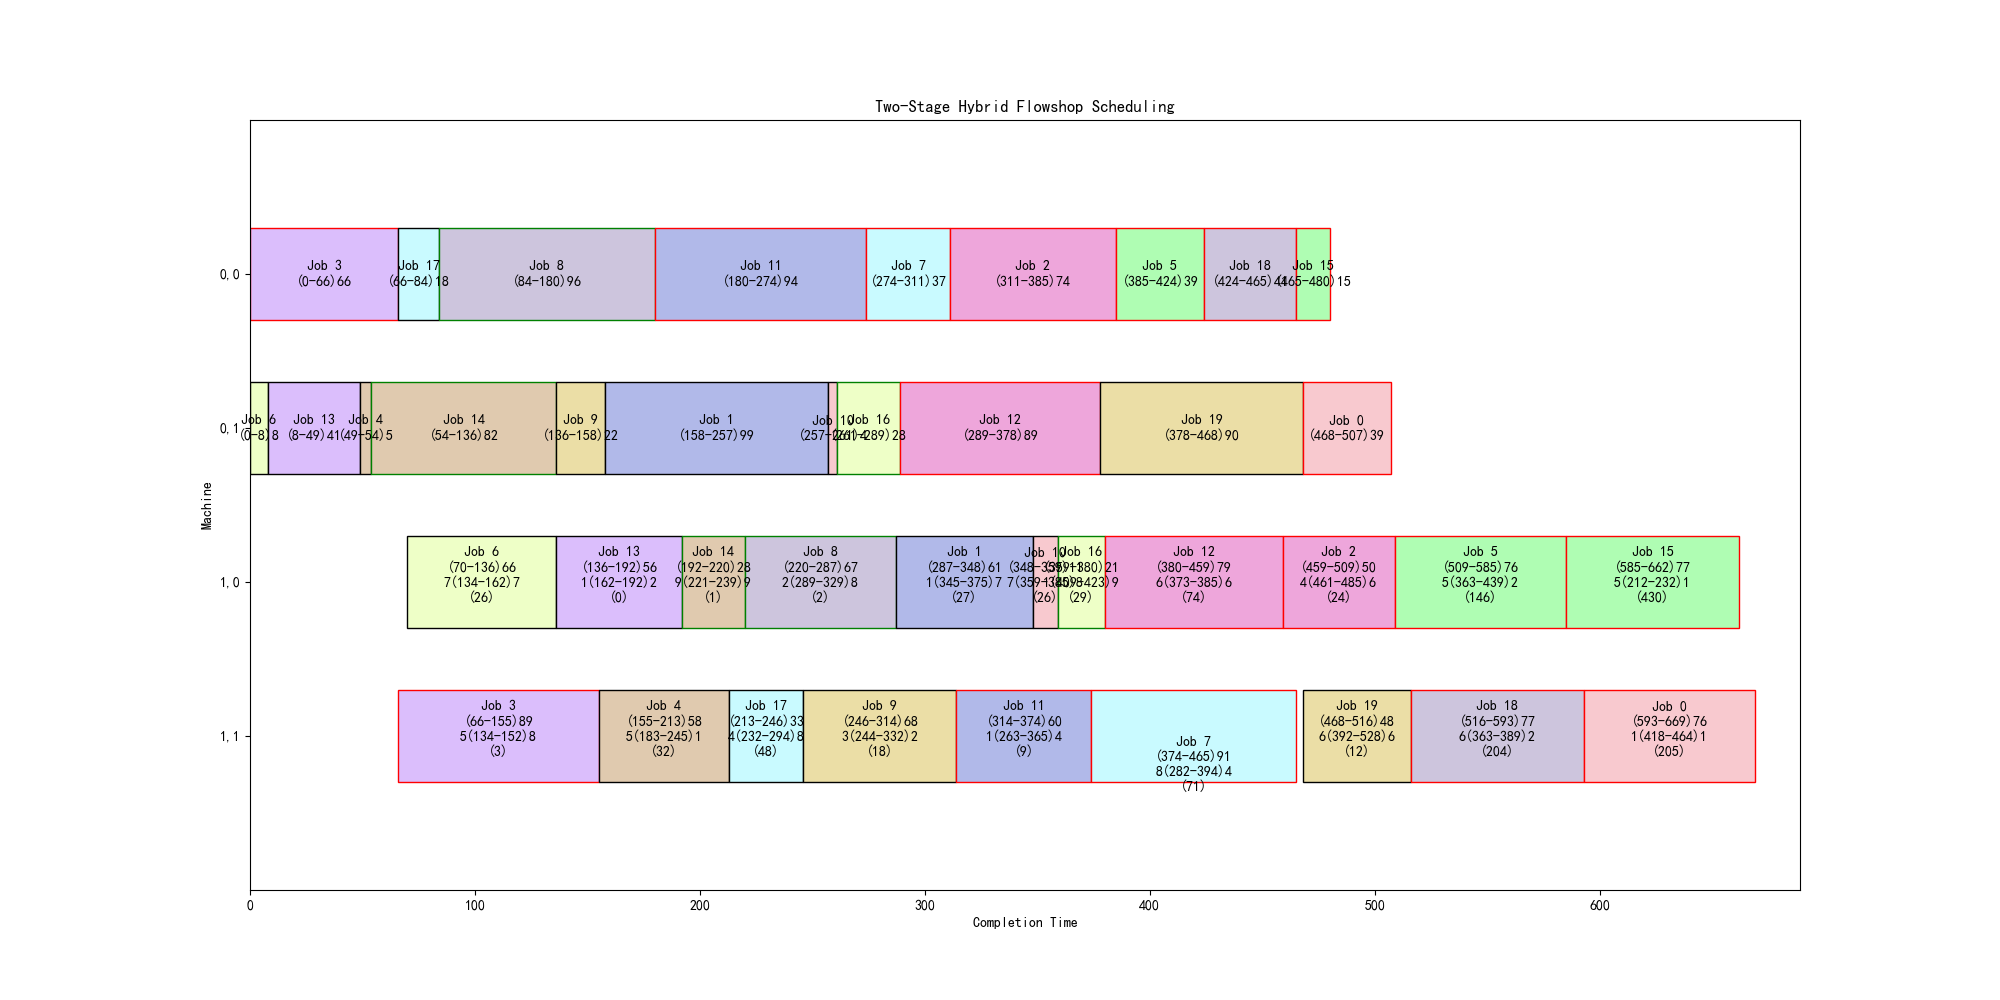 Two-Stage Hybrid Flowshop Scheduling
0,0
Job 3
(0-66)66
Job 17
(66-84)18
Job 8
(84-180)96
Job 11
(180-274)94
Job 7
(274-311)37
Job 2
(311-385)74
Job 5
(385-424)39
Job 18
(424-465)41
Job 15
(465-480)15
0,1
Job 6
(0-8)8
Job 13
(8-49)41
Job 4
(49-54)5
Job 14
(54-136)82
Job 9
(136-158)22
Job 1
(158-257)99
Job 10
(257-261)4
Job 16
(261-289)28
Job 12
(289-378)89
Job 19
(378-468)90
Job 0
(468-507)39
Machine
1,0
Job 6
(70-136)66
7(134-162)7
(26)
Job 13
(136-192)56
1(162-192)2
(0)
Job 14
(192-220)28
9(221-239)9
(1)
Job 8
(220-287)67
2(289-329)8
(2)
Job 1
(287-348)61
1(345-375)7
(27)
Job 10
(348-359)11
(26)
Job 16
(359-380)21
(29)
Job 12
(380-459)79
6(373-385)6
(74)
Job 2
(459-509)50
4(461-485)6
(24)
Job 5
(509-585)76
5(363-439)2
(146)
Job 15
(585-662)77
5(212-232)1
(430)
1,1
Job 3
(66-155)89
5(134-152)8
(3)
Job 4
(155-213)58
5(183-245)1
(32)
Job 17
(213-246)33
4(232-294)8
(48)
Job 9
(246-314)68
3(244-332)2
(18)
Job 11
(314-374)60
1(263-365)4
(9)
Job 7
(374-465)91
8(282-394)4
(71)
Job 19
(468-516)48
6(392-528)6
(12)
Job 18
(516-593)77
6(363-389)2
(204)
Job 0
(593-669)76
1(418-464)1
(205)
0 100 200 300 400 500 600
Completion Time